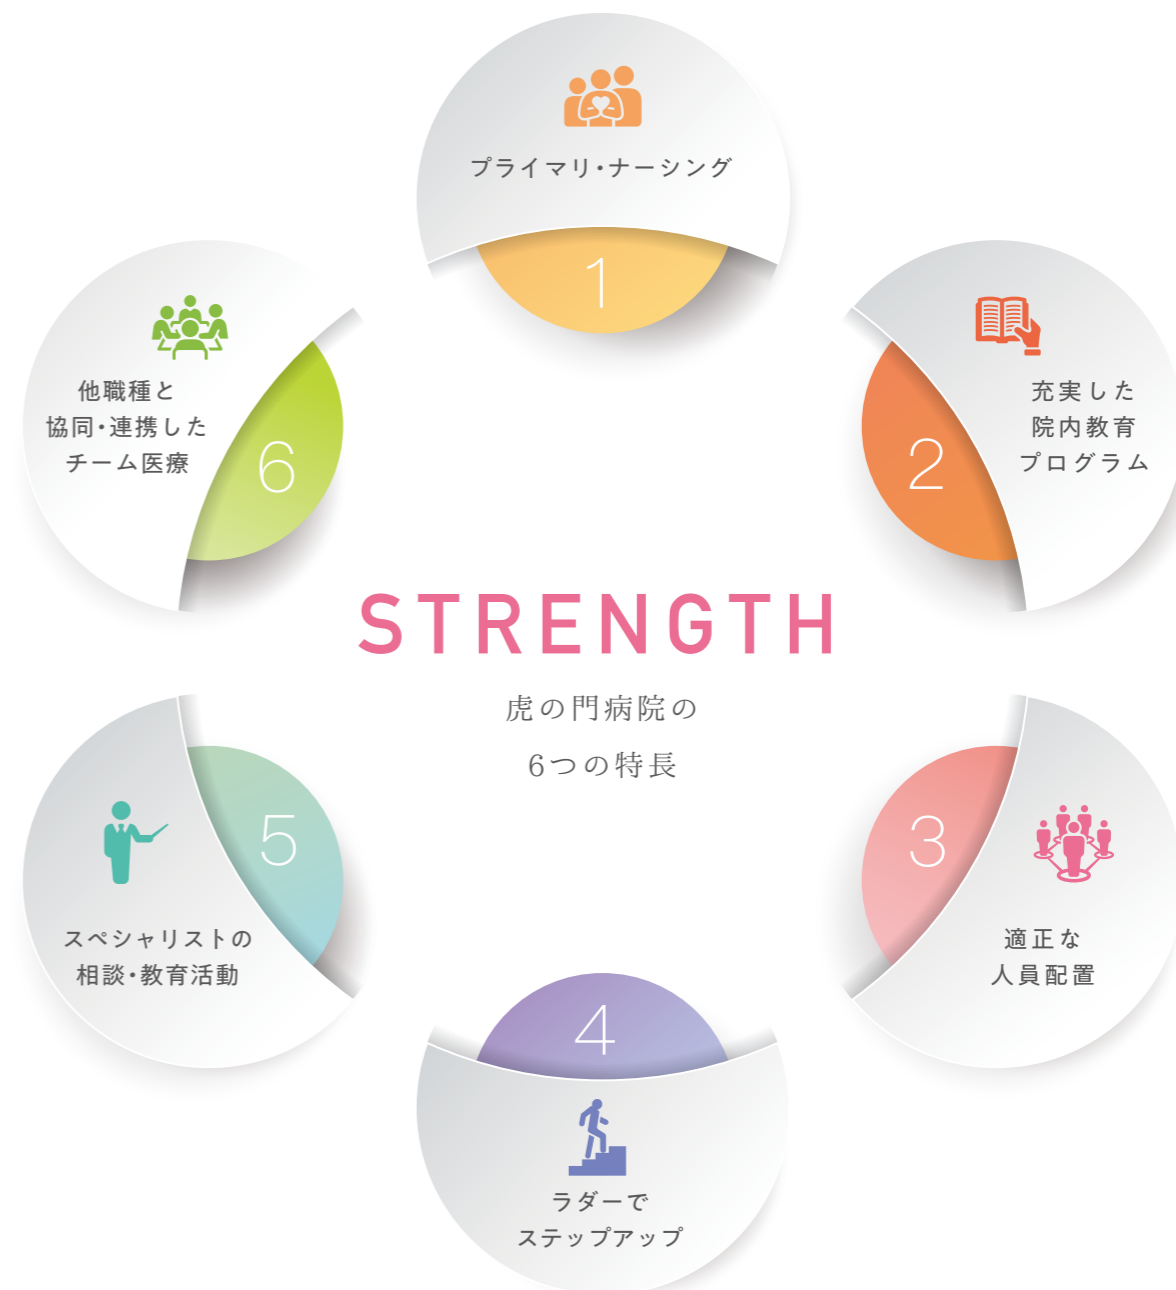 プライマリ・ナーシング
1
充実した
院内教育
プログラム
2
適正な
人員配置
3
ラダーで
ステップアップ
4
スペシャリストの
相談・教育活動
5
他職種と
協同・連携した
チーム医療
6
STRENGTH
虎の門病院の
6つの特長